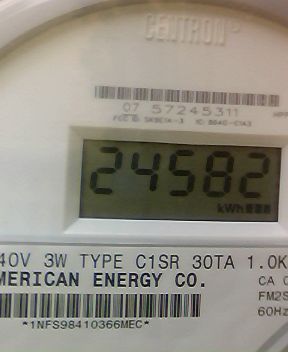 CENTRON
07 57245311
24582
kWh
40V 3W TYPE C1SR 30TA 1.0K
MERICAN ENERGY CO.
CA 0
FM2S
60Hz
*1NFS98410366MEC*